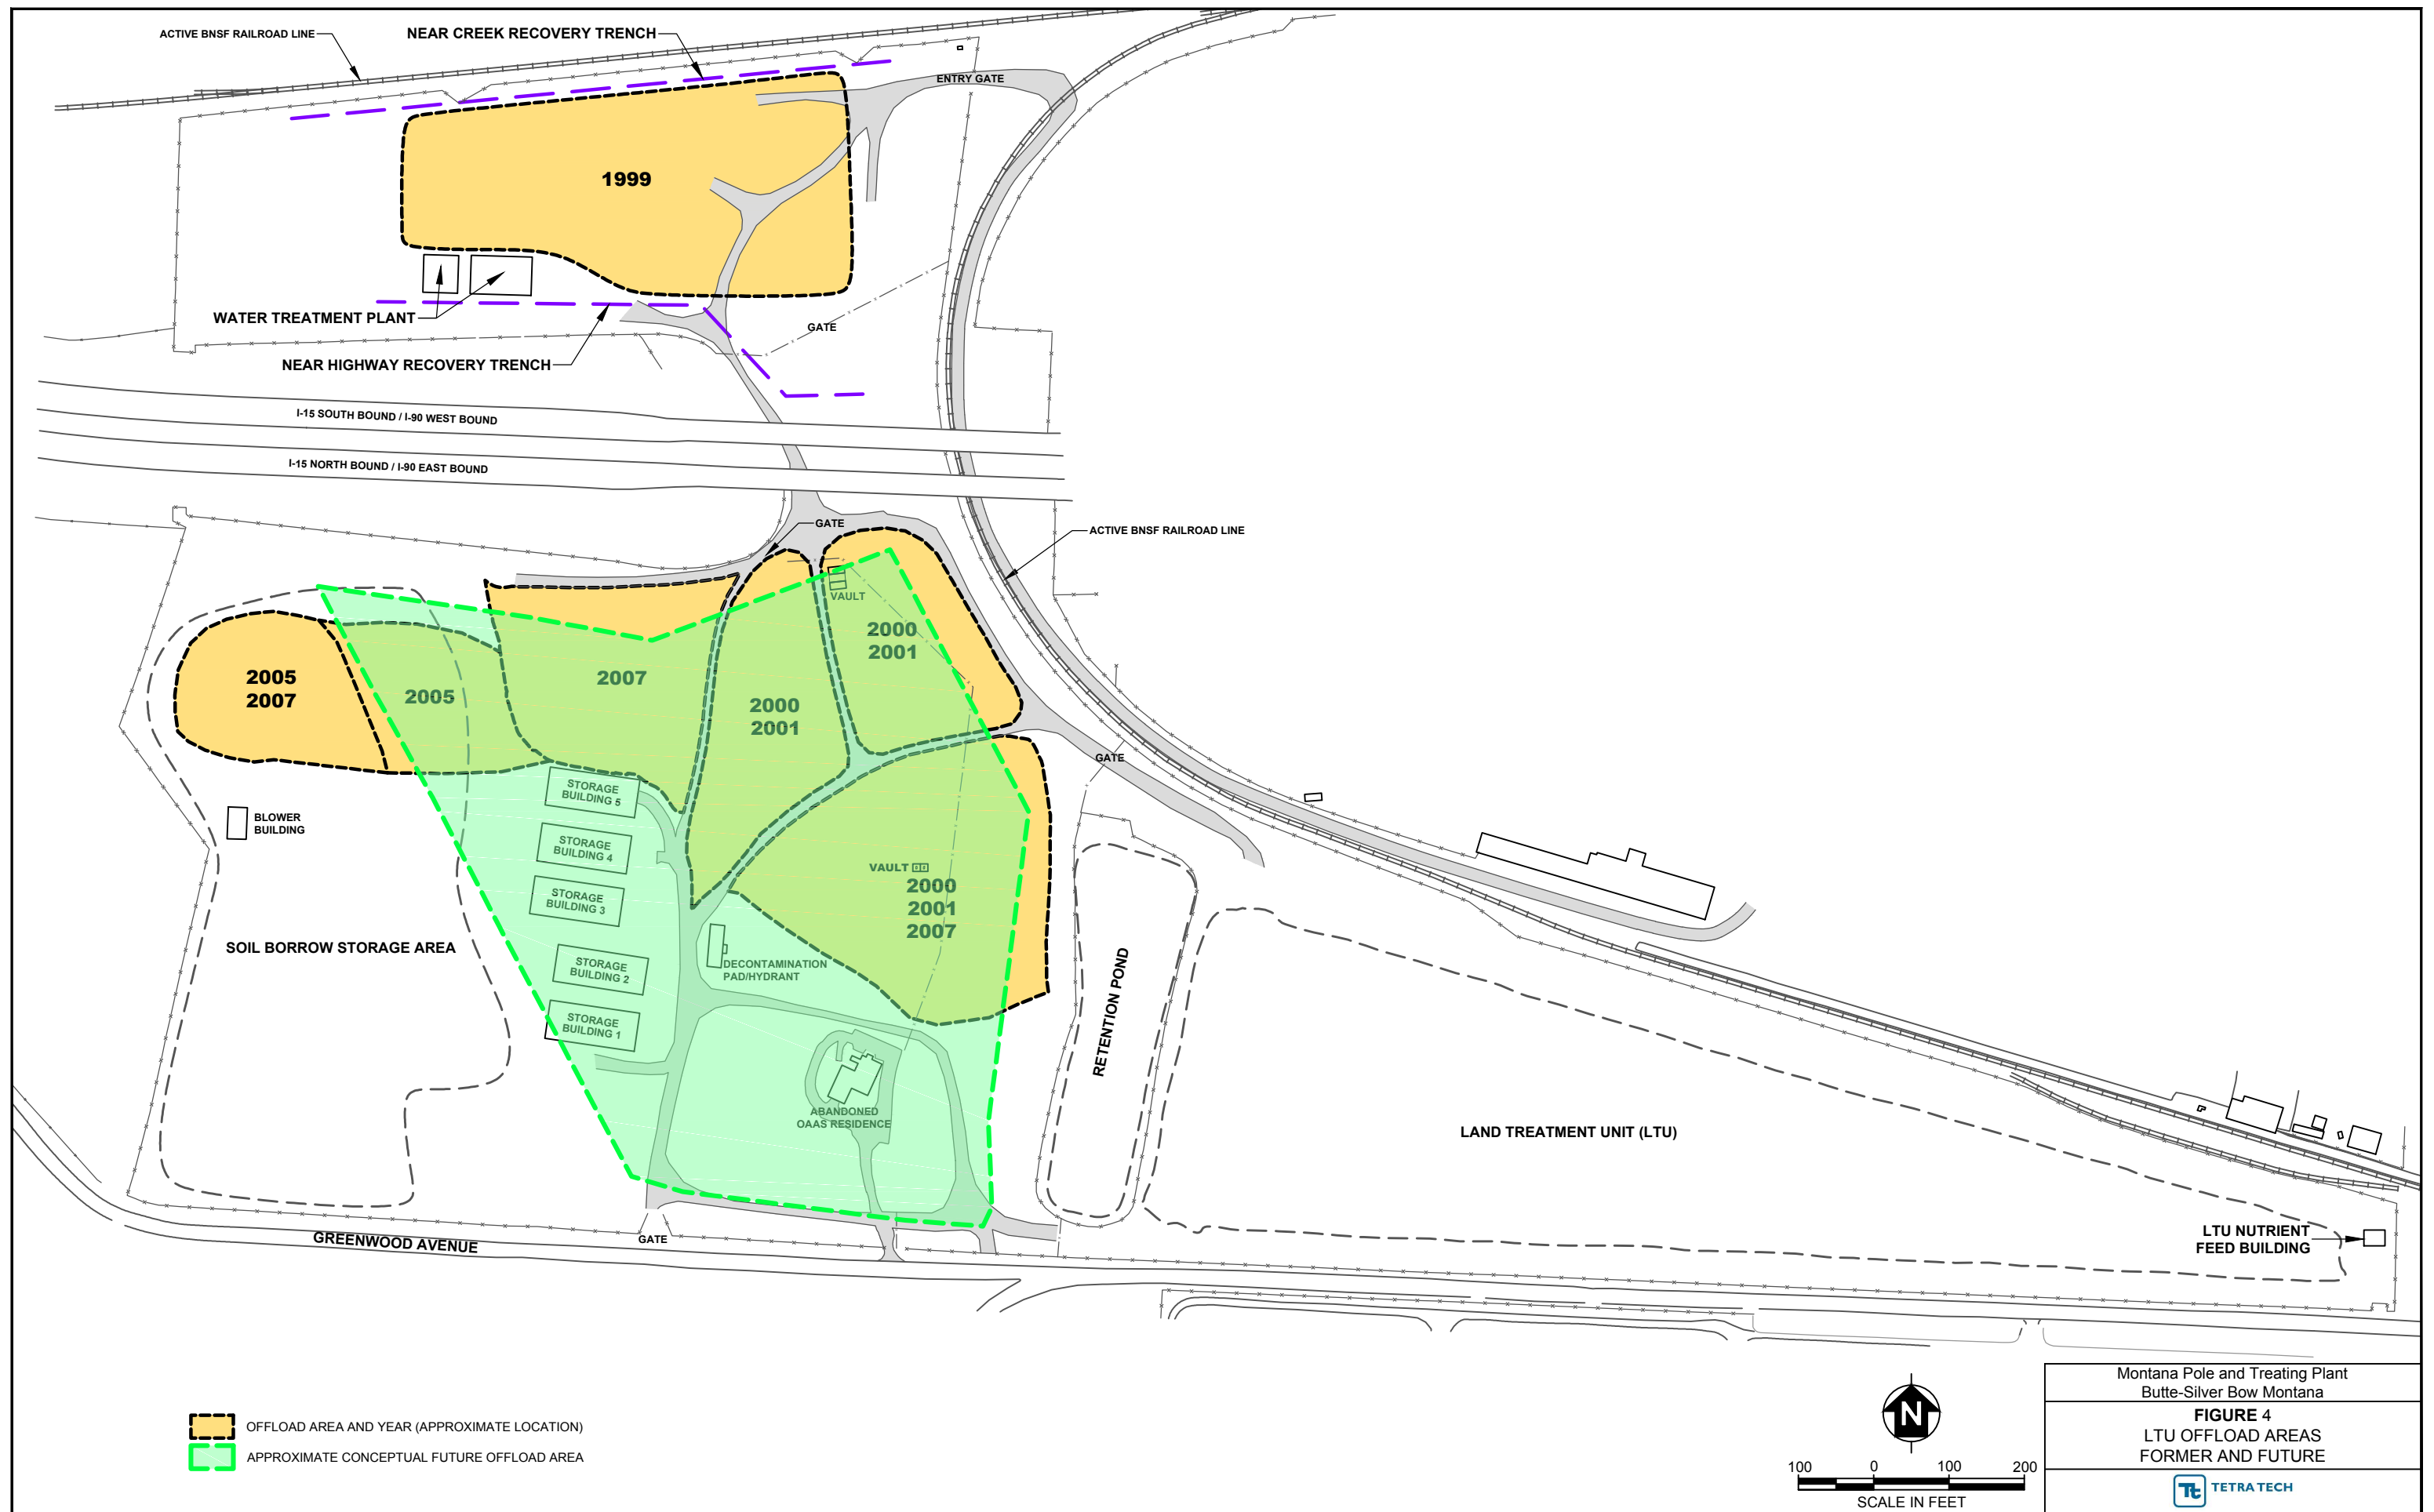 ACTIVE BNSF RAILROAD LINE
NEAR CREEK RECOVERY TRENCH
ENTRY GATE
1999
WATER TREATMENT PLANT
GATE
NEAR HIGHWAY RECOVERY TRENCH
I-15 SOUTH BOUND / I-90 WEST BOUND
I-15 NORTH BOUND / I-90 EAST BOUND
GATE
ACTIVE BNSF RAILROAD LINE
VAULT
2000
2001
2005
2007
2005
2007
2000
2001
GATE
STORAGE
BUILDING 5
BLOWER
BUILDING
STORAGE
BUILDING 4
VAULT
2000
2001
2007
STORAGE
BUILDING 3
SOIL BORROW STORAGE AREA
STORAGE
BUILDING 2
DECONTAMINATION
PAD/HYDRANT
STORAGE
BUILDING 1
RETENTION POND
ABANDONED
OAAS RESIDENCE
LAND TREATMENT UNIT (LTU)
LTU NUTRIENT
FEED BUILDING
GREENWOOD AVENUE
GATE
OFFLOAD AREA AND YEAR (APPROXIMATE LOCATION)
APPROXIMATE CONCEPTUAL FUTURE OFFLOAD AREA
N
100 0 100 200
SCALE IN FEET
Montana Pole and Treating Plant
Butte-Silver Bow Montana
FIGURE 4
LTU OFFLOAD AREAS
FORMER AND FUTURE
Tt TETRA TECH